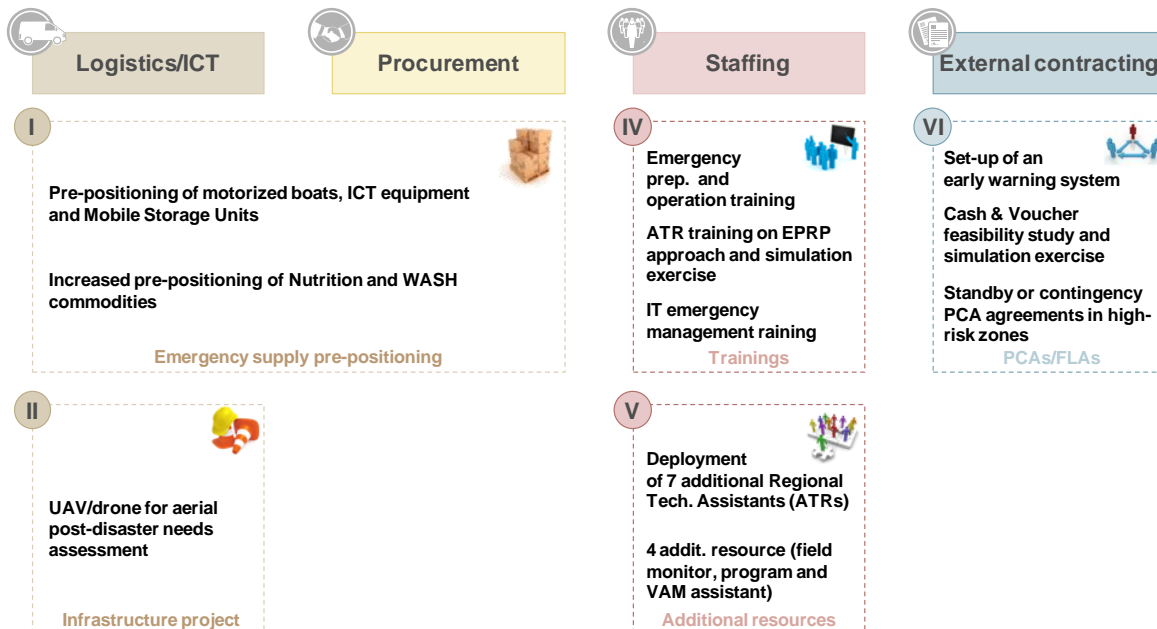 Logistics/ICT
Procurement
Staffing
External contracting
I
Pre-positioning of motorized boats, ICT equipment
and Mobile Storage Units
Increased pre-positioning of Nutrition and WASH
commodities
Emergency supply pre-positioning
IV
Emergency
prep. and
operation training
ATR training on EPRP
approach and simulation
exercise
IT emergency
management raining
Trainings
VI
Set-up of an
early warning system
Cash & Voucher
feasibility study and
simulation exercise
Standby or contingency
PCA agreements in high-
risk zones
PCAs/FLAs
II
UAV/drone for aerial
post-disaster needs
assessment
Infrastructure project
V
Deployment
of 7 additional Regional
Tech. Assistants (ATRs)
4 addit. resource (field
monitor, program and
VAM assistant)
Additional resources